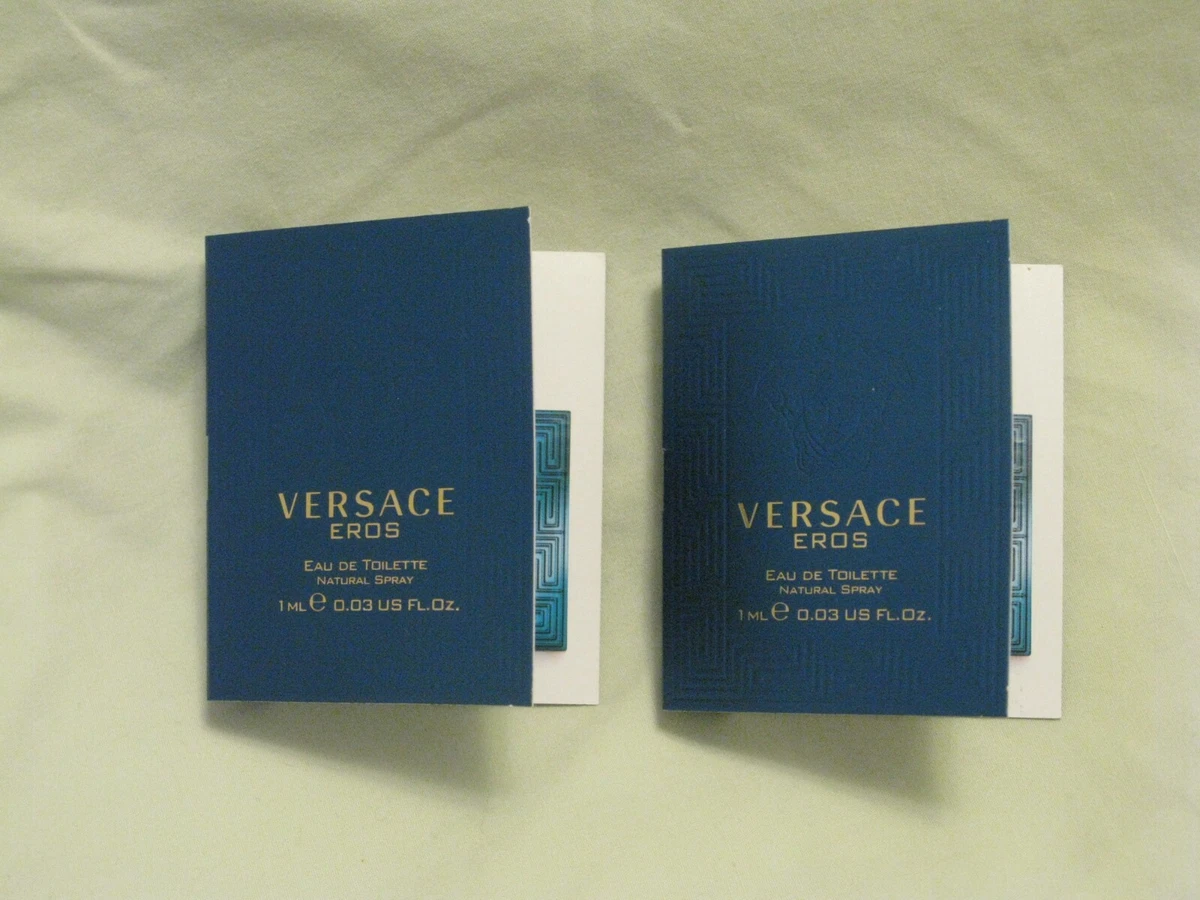 VERSACE
EROS
EAU DE TOILETTE
NATURAL SPRAY
1 ML e 0.03 US FL.OZ.
VERSACE
EROS
EAU DE TOILETTE
NATURAL SPRAY
1 ML e 0.03 US FL.OZ.